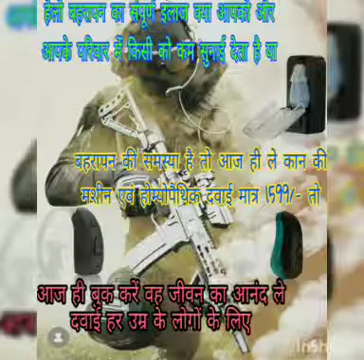 हेलो बहरापन का संपूर्ण इलाज क्या आपको और
आपके परिवार में किसी को कम सुनाई देता है या
बहरापन की समस्या है तो आज ही ले कान की
मशीन एवं होम्योपैथिक दवाई मात्र 1599/- तो
आज ही बुक करें वह जीवन का आनंद ले
दवाई हर उम्र के लोगों के लिए